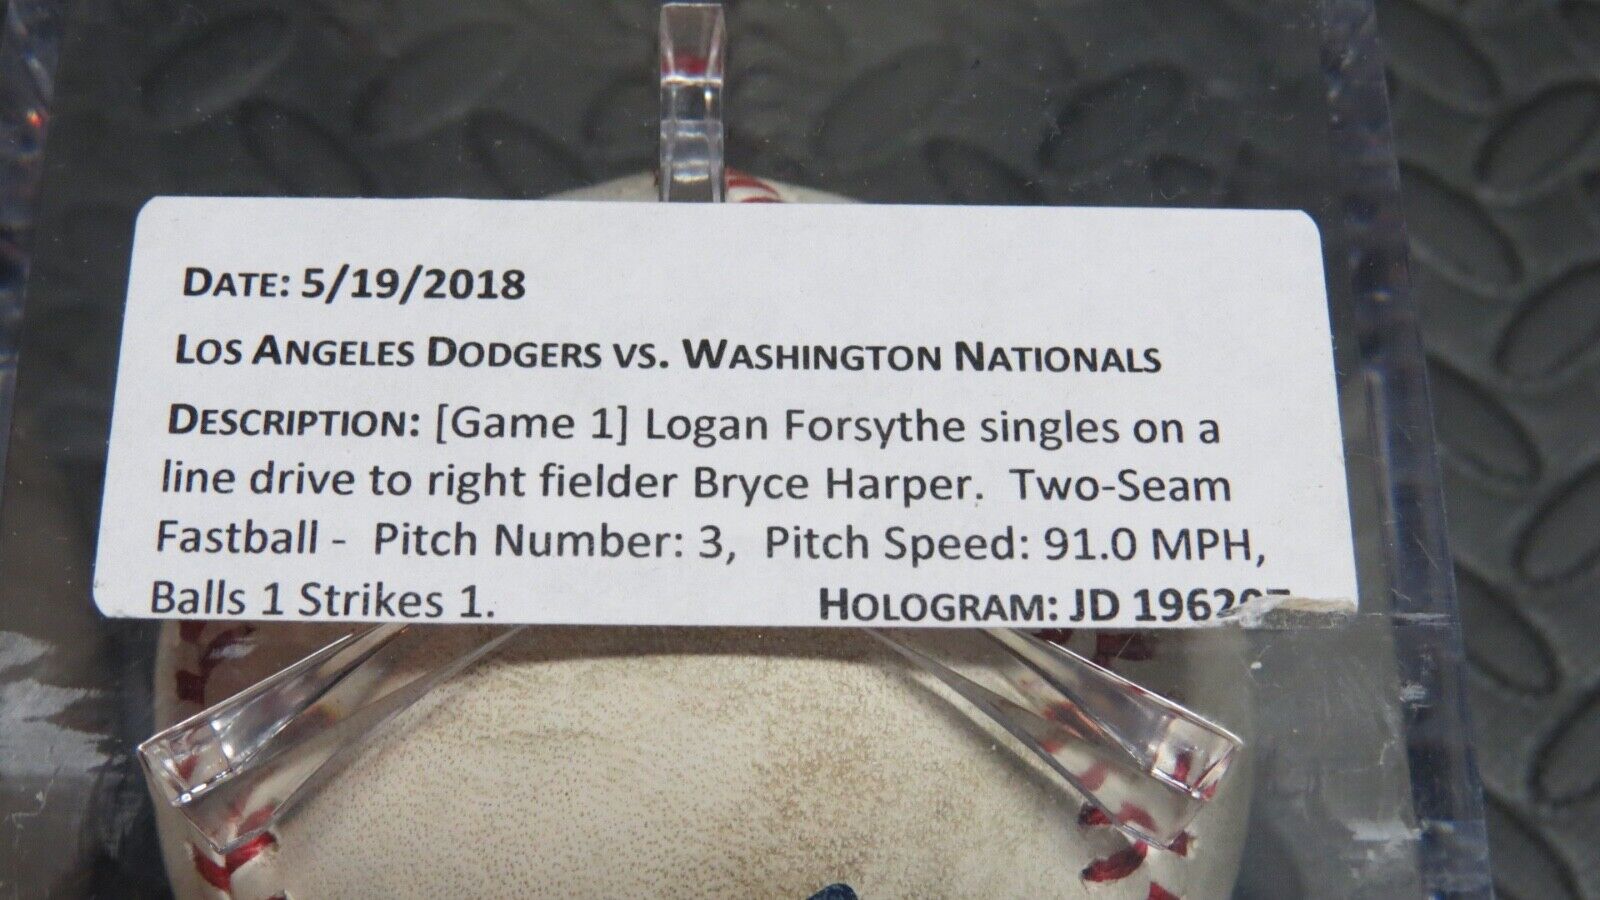 DATE: 5/19/2018
LOS ANGELES DODGERS VS. WASHINGTON NATIONALS
DESCRIPTION: [Game 1] Logan Forsythe singles on a
line drive to right fielder Bryce Harper. Two-Seam
Fastball - Pitch Number: 3, Pitch Speed: 91.0 MPH,
Balls 1 Strikes 1. HOLOGRAM: JD